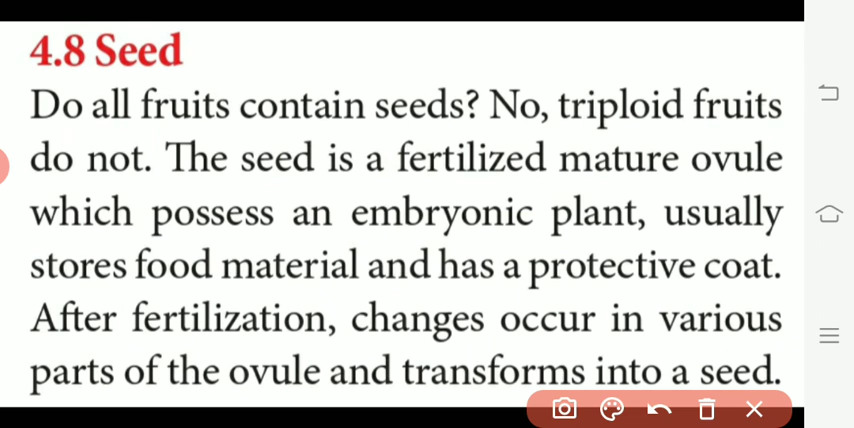 4.8 Seed
Do all fruits contain seeds? No, triploid fruits
do not. The seed is a fertilized mature ovule
which possess an embryonic plant, usually
stores food material and has a protective coat.
After fertilization, changes occur in various
parts of the ovule and transforms into a seed.